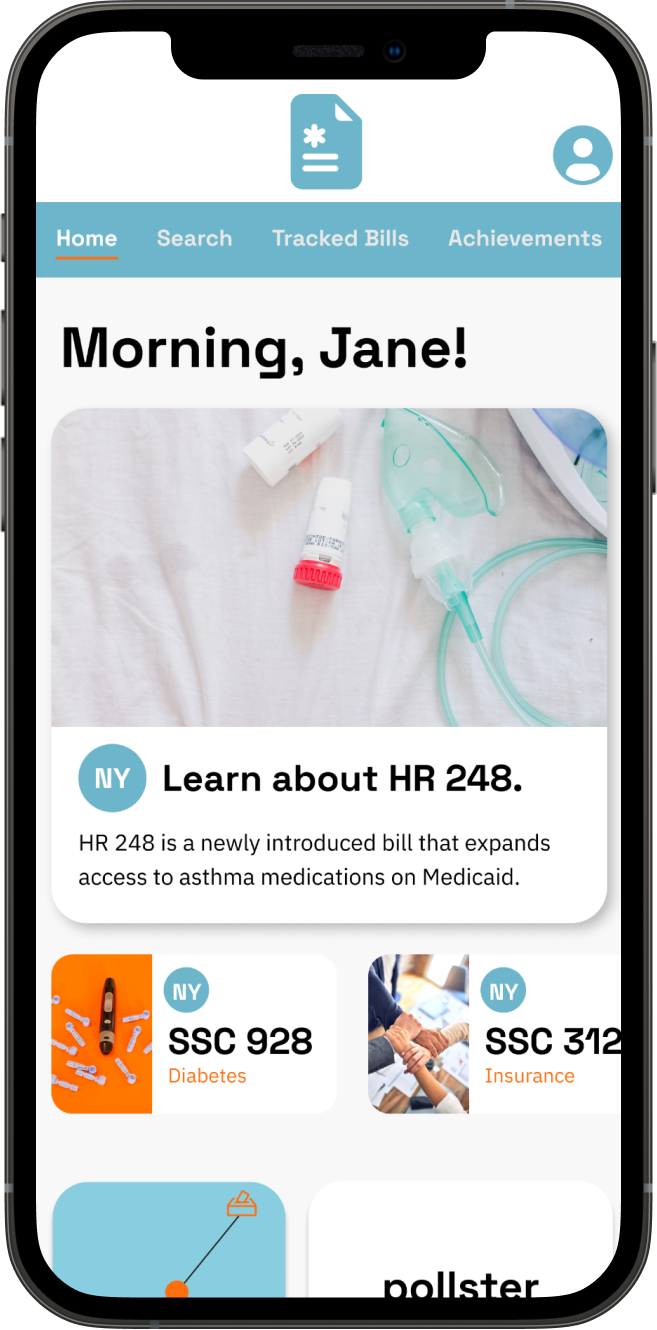 Home Search Tracked Bills Achievements
Morning, Jane!
NY Learn about HR 248.
HR 248 is a newly introduced bill that expands
access to asthma medications on Medicaid.
NY
SSC 928
Diabetes
NY
SSC 312
Insurance
pollster